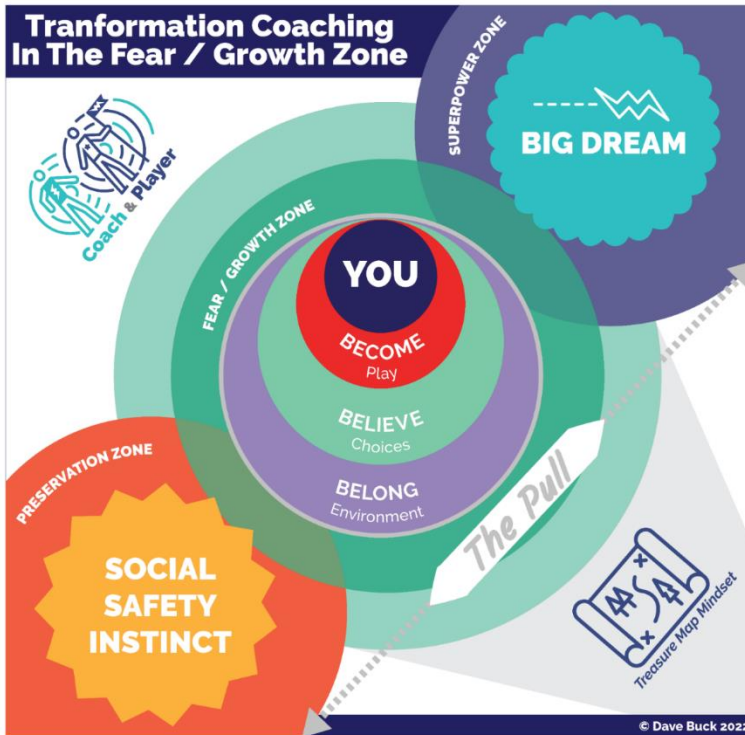 Tranformation Coaching
In The Fear / Growth Zone
SUPERPOWER ZONE
BIG DREAM
Coach & Player
FEAR / GROWTH ZONE
YOU
BECOME
Play
BELIEVE
Choices
BELONG
Environment
PRESERVATION ZONE
SOCIAL
SAFETY
INSTINCT
The Pull
Treasure Map Mindset
© Dave Buck 2022